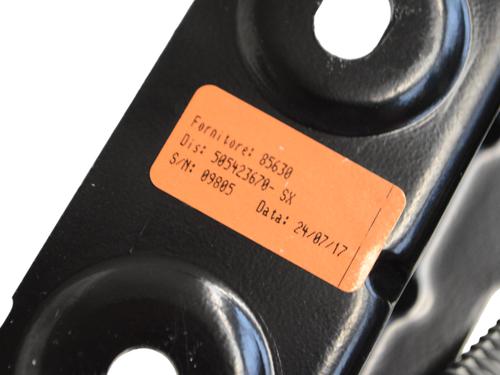 Fornitore: 85630
Dis: 505423670- SX
S/N: 09805
Data: 24/07/17